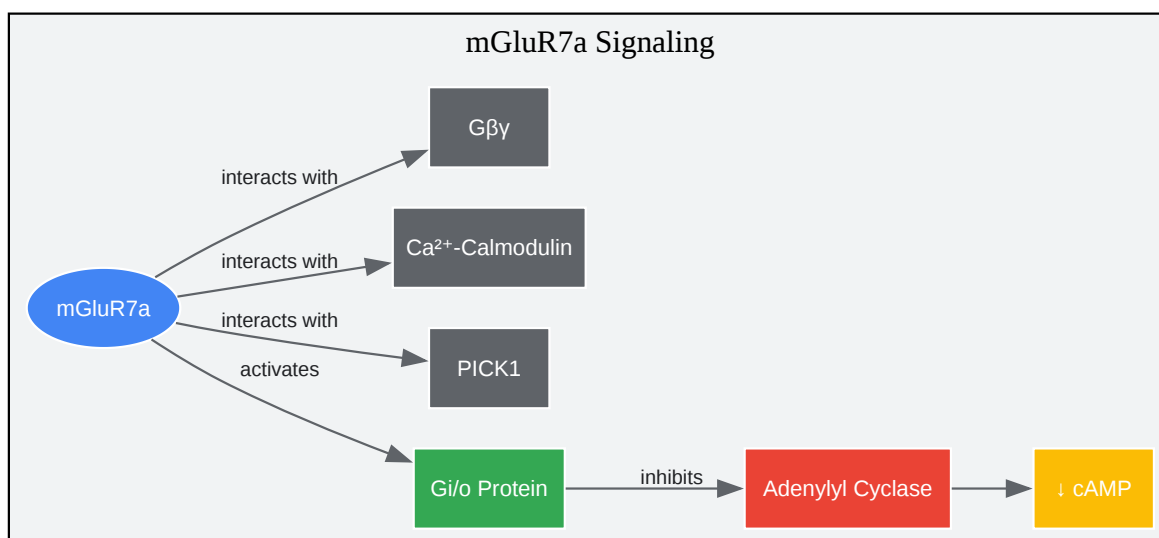 mGluR7a Signaling
Gβγ
interacts with
Ca²⁺-Calmodulin
interacts with
mGluR7a
interacts with
PICK1
activates
Gi/o Protein
inhibits
Adenylyl Cyclase
↓ cAMP